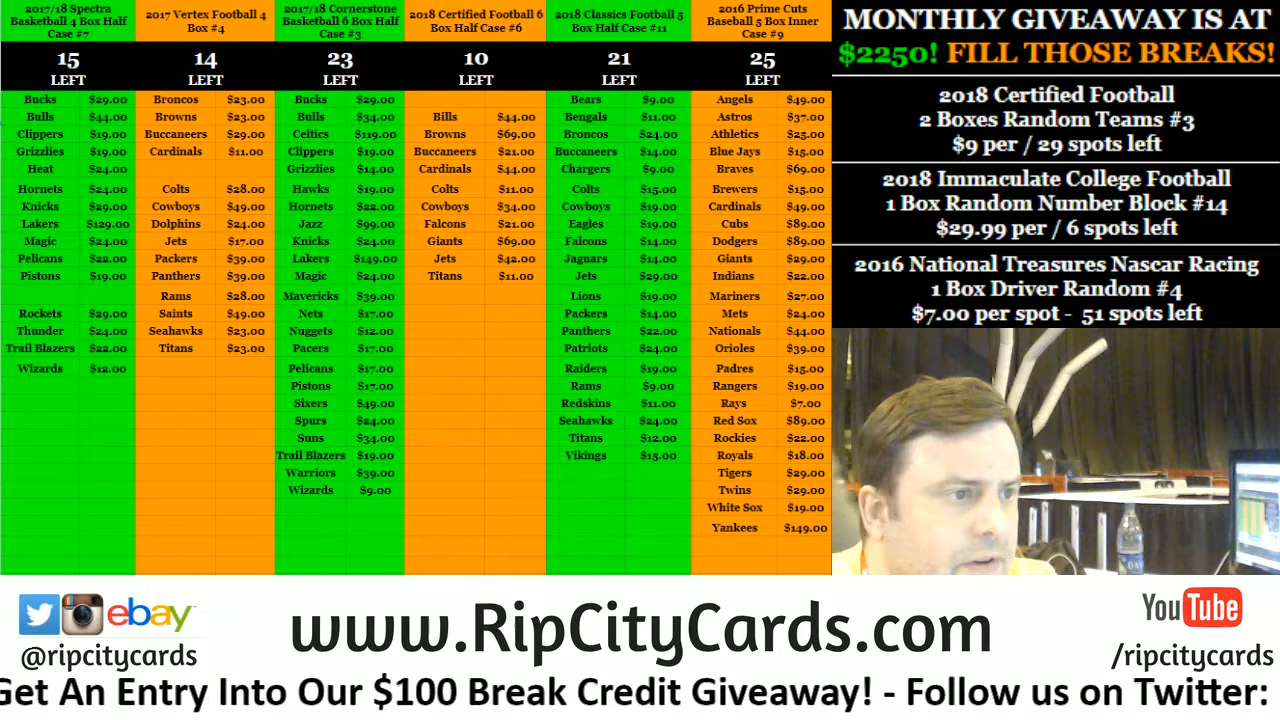 2017/18 Spectra
Basketball 4 Box Half
Case #7
15
LEFT
Bucks $29.00
Bulls $44.00
Clippers $19.00
Grizzlies $19.00
Heat $24.00
Hornets $24.00
Knicks $29.00
Lakers $129.00
Magic $24.00
Pelicans $22.00
Pistons $19.00
Rockets $29.00
Thunder $24.00
Trail Blazers $22.00
Wizards $12.00
2017 Vertex Football 4
Box #4
14
LEFT
Broncos $23.00
Browns $23.00
Buccaneers $29.00
Cardinals $11.00
Colts $28.00
Cowboys $49.00
Dolphins $24.00
Jets $17.00
Packers $39.00
Panthers $39.00
Rams $28.00
Saints $49.00
Seahawks $23.00
Titans $23.00
2017/18 Cornerstone
Basketball 6 Box Half
Case #3
23
LEFT
Bucks $29.00
Bulls $34.00
Celtics $119.00
Clippers $19.00
Grizzlies $14.00
Hawks $19.00
Hornets $22.00
Jazz $99.00
Knicks $24.00
Lakers $149.00
Magic $24.00
Mavericks $39.00
Nets $17.00
Nuggets $12.00
Pacers $17.00
Pelicans $17.00
Pistons $17.00
Sixers $49.00
Spurs $24.00
Suns $34.00
Trail Blazers $19.00
Warriors $39.00
Wizards $9.00
2018 Certified Football 6
Box Half Case #6
10
LEFT
Bills $44.00
Browns $69.00
Buccaneers $21.00
Cardinals $44.00
Colts $11.00
Cowboys $34.00
Falcons $21.00
Giants $69.00
Jets $42.00
Titans $11.00
2018 Classics Football 5
Box Half Case #11
21
LEFT
Bears $9.00
Bengals $11.00
Broncos $24.00
Buccaneers $14.00
Chargers $9.00
Colts $15.00
Cowboys $19.00
Eagles $19.00
Falcons $14.00
Jaguars $14.00
Jets $29.00
Lions $19.00
Packers $14.00
Panthers $22.00
Patriots $24.00
Raiders $19.00
Rams $9.00
Redskins $11.00
Seahawks $24.00
Titans $12.00
Vikings $15.00
2016 Prime Cuts
Baseball 5 Box Inner
Case #9
25
LEFT
Angels $49.00
Astros $37.00
Athletics $25.00
Blue Jays $15.00
Braves $69.00
Brewers $15.00
Cardinals $49.00
Cubs $89.00
Dodgers $89.00
Giants $29.00
Indians $22.00
Mariners $27.00
Mets $24.00
Nationals $44.00
Orioles $39.00
Padres $15.00
Rangers $19.00
Rays $7.00
Red Sox $89.00
Rockies $22.00
Royals $18.00
Tigers $29.00
Twins $29.00
White Sox $19.00
Yankees $149.00
MONTHLY GIVEAWAY IS AT
$2250! FILL THOSE BREAKS!
2018 Certified Football
2 Boxes Random Teams #3
$9 per / 29 spots left
2018 Immaculate College Football
1 Box Random Number Block #14
$29.99 per / 6 spots left
2016 National Treasures Nascar Racing
1 Box Driver Random #4
$7.00 per spot - 51 spots left
ebay
@ripcitycards
www.RipCityCards.com
YouTube
/ripcitycards
Get An Entry Into Our $100 Break Credit Giveaway! - Follow us on Twitter: